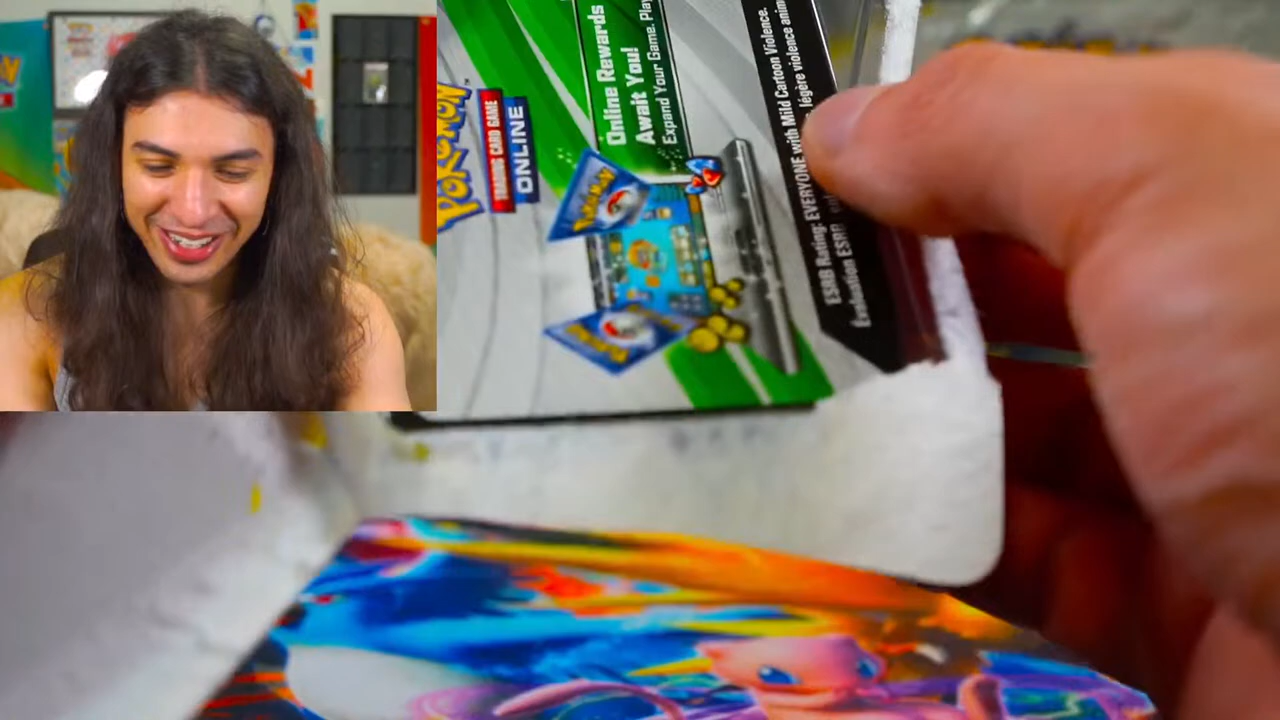 POKÉMON
TRADING CARD GAME
ONLINE
Online Rewards
Await You!
Expand Your Game. Play
ESRB Rating: EVERYONE with Mild Cartoon Violence.
Évaluation ESRB
légère violence anim